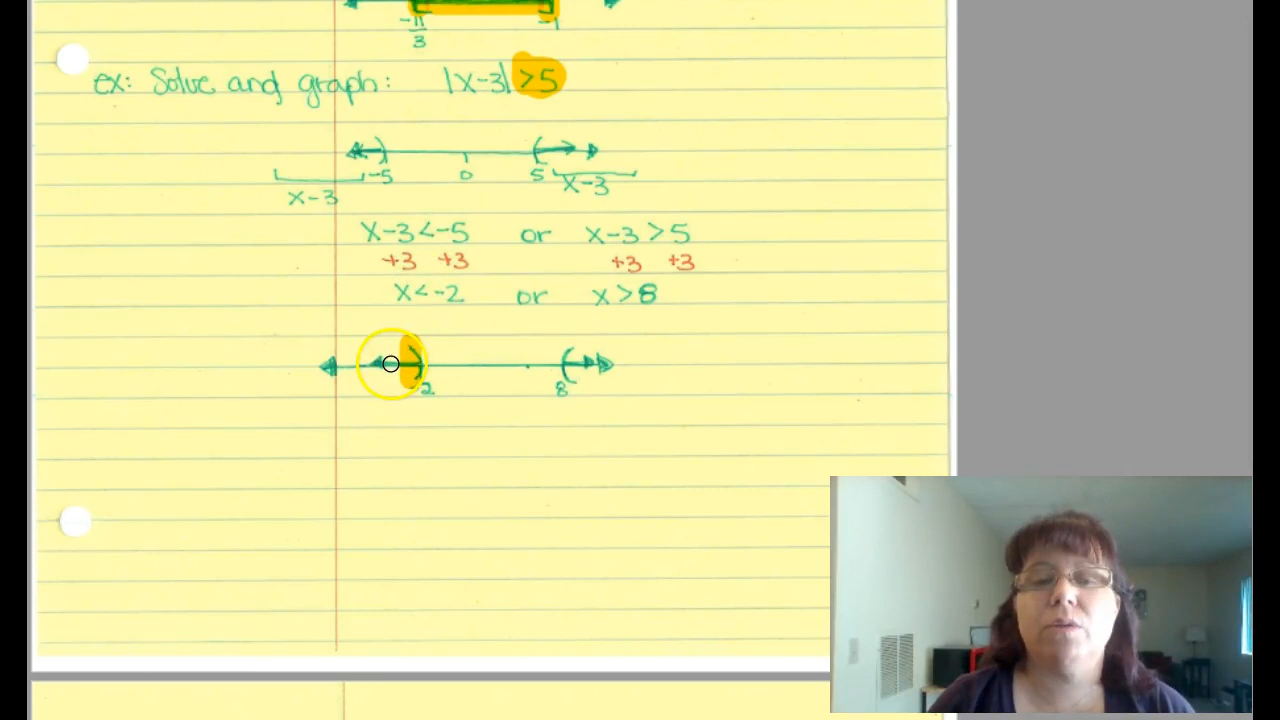 -11/3 -1
ex: Solve and graph: |x-3| >5
-5 0 5
x-3 x-3
x-3<-5 or x-3>5
+3 +3 +3 +3
x<-2 or x>8
2 8